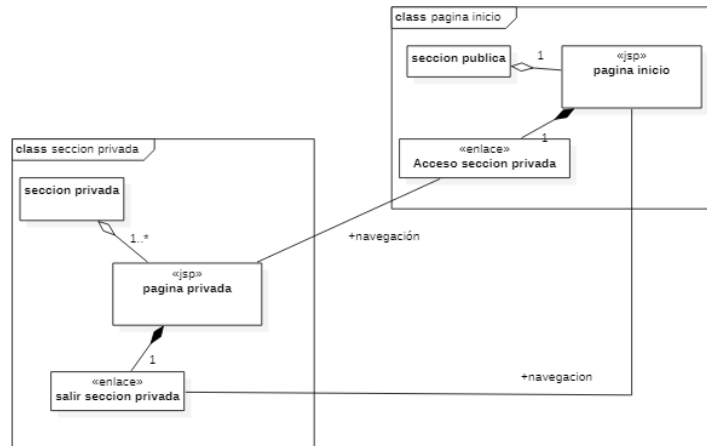 class pagina inicio
seccion publica
1
«jsp»
pagina inicio
1
«enlace»
Acceso seccion privada
class seccion privada
seccion privada
1..*
+navegación
«jsp»
pagina privada
1
«enlace»
salir seccion privada
+navegacion